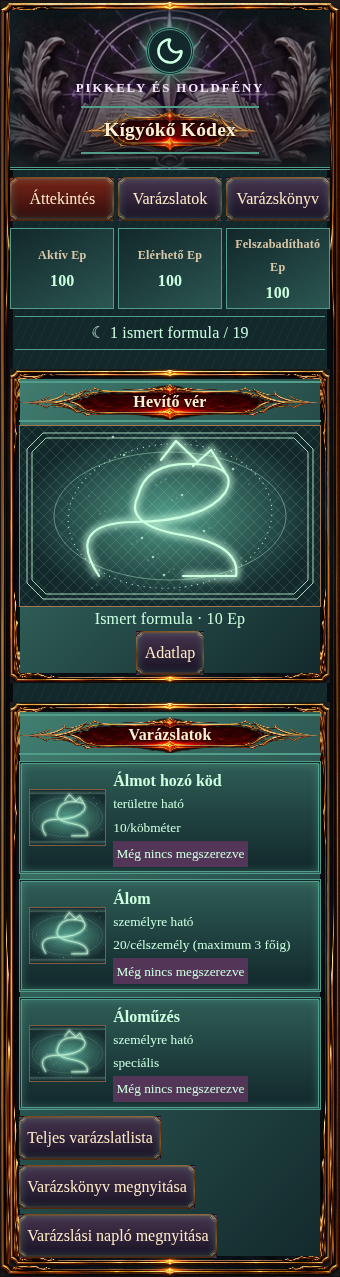 PIKKELY ÉS HOLDFÉNY
Kígyókő Kódex
Áttekintés
Varázslatok
Varázskönyv
Aktív Ep
100
Elérhető Ep
100
Felszabadítható
Ep
100
☾ 1 ismert formula / 19
Hevítő vér
Ismert formula · 10 Ep
Adatlap
Varázslatok
Álmot hozó köd
területre ható
10/köbméter
Még nincs megszerezve
Álom
személyre ható
20/célszemély (maximum 3 főig)
Még nincs megszerezve
Áloműzés
személyre ható
speciális
Még nincs megszerezve
Teljes varázslatlista
Varázskönyv megnyitása
Varázslási napló megnyitása